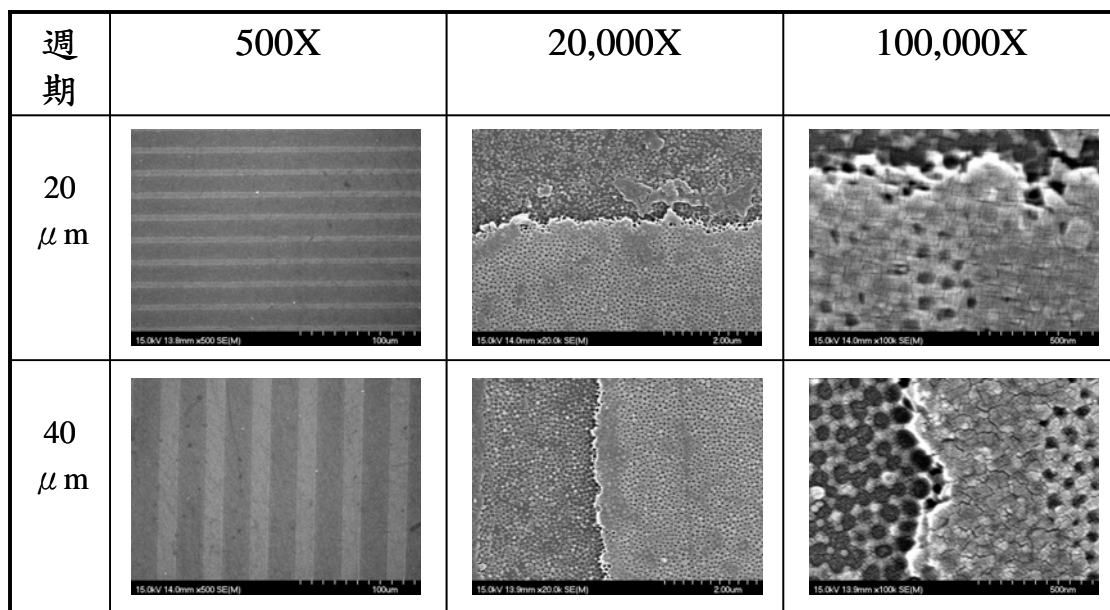 週期 500X 20,000X 100,000X
20 μm
15.0kV 13.8mm x500 SE(M) 100um
15.0kV 14.0mm x20.0k SE(M) 2.00um
15.0kV 14.0mm x100k SE(M) 500nm
40 μm
15.0kV 14.0mm x500 SE(M) 100um
15.0kV 13.9mm x20.0k SE(M) 2.00um
15.0kV 13.9mm x100k SE(M) 500nm